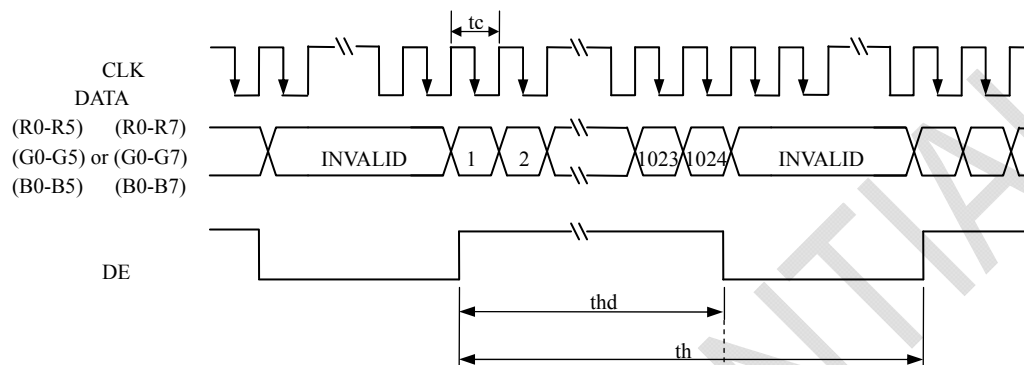 tc
CLK
DATA
(R0-R5) (R0-R7)
(G0-G5) or (G0-G7)
(B0-B5) (B0-B7)
INVALID 1 2 1023 1024 INVALID
DE
thd
th
NTIAL